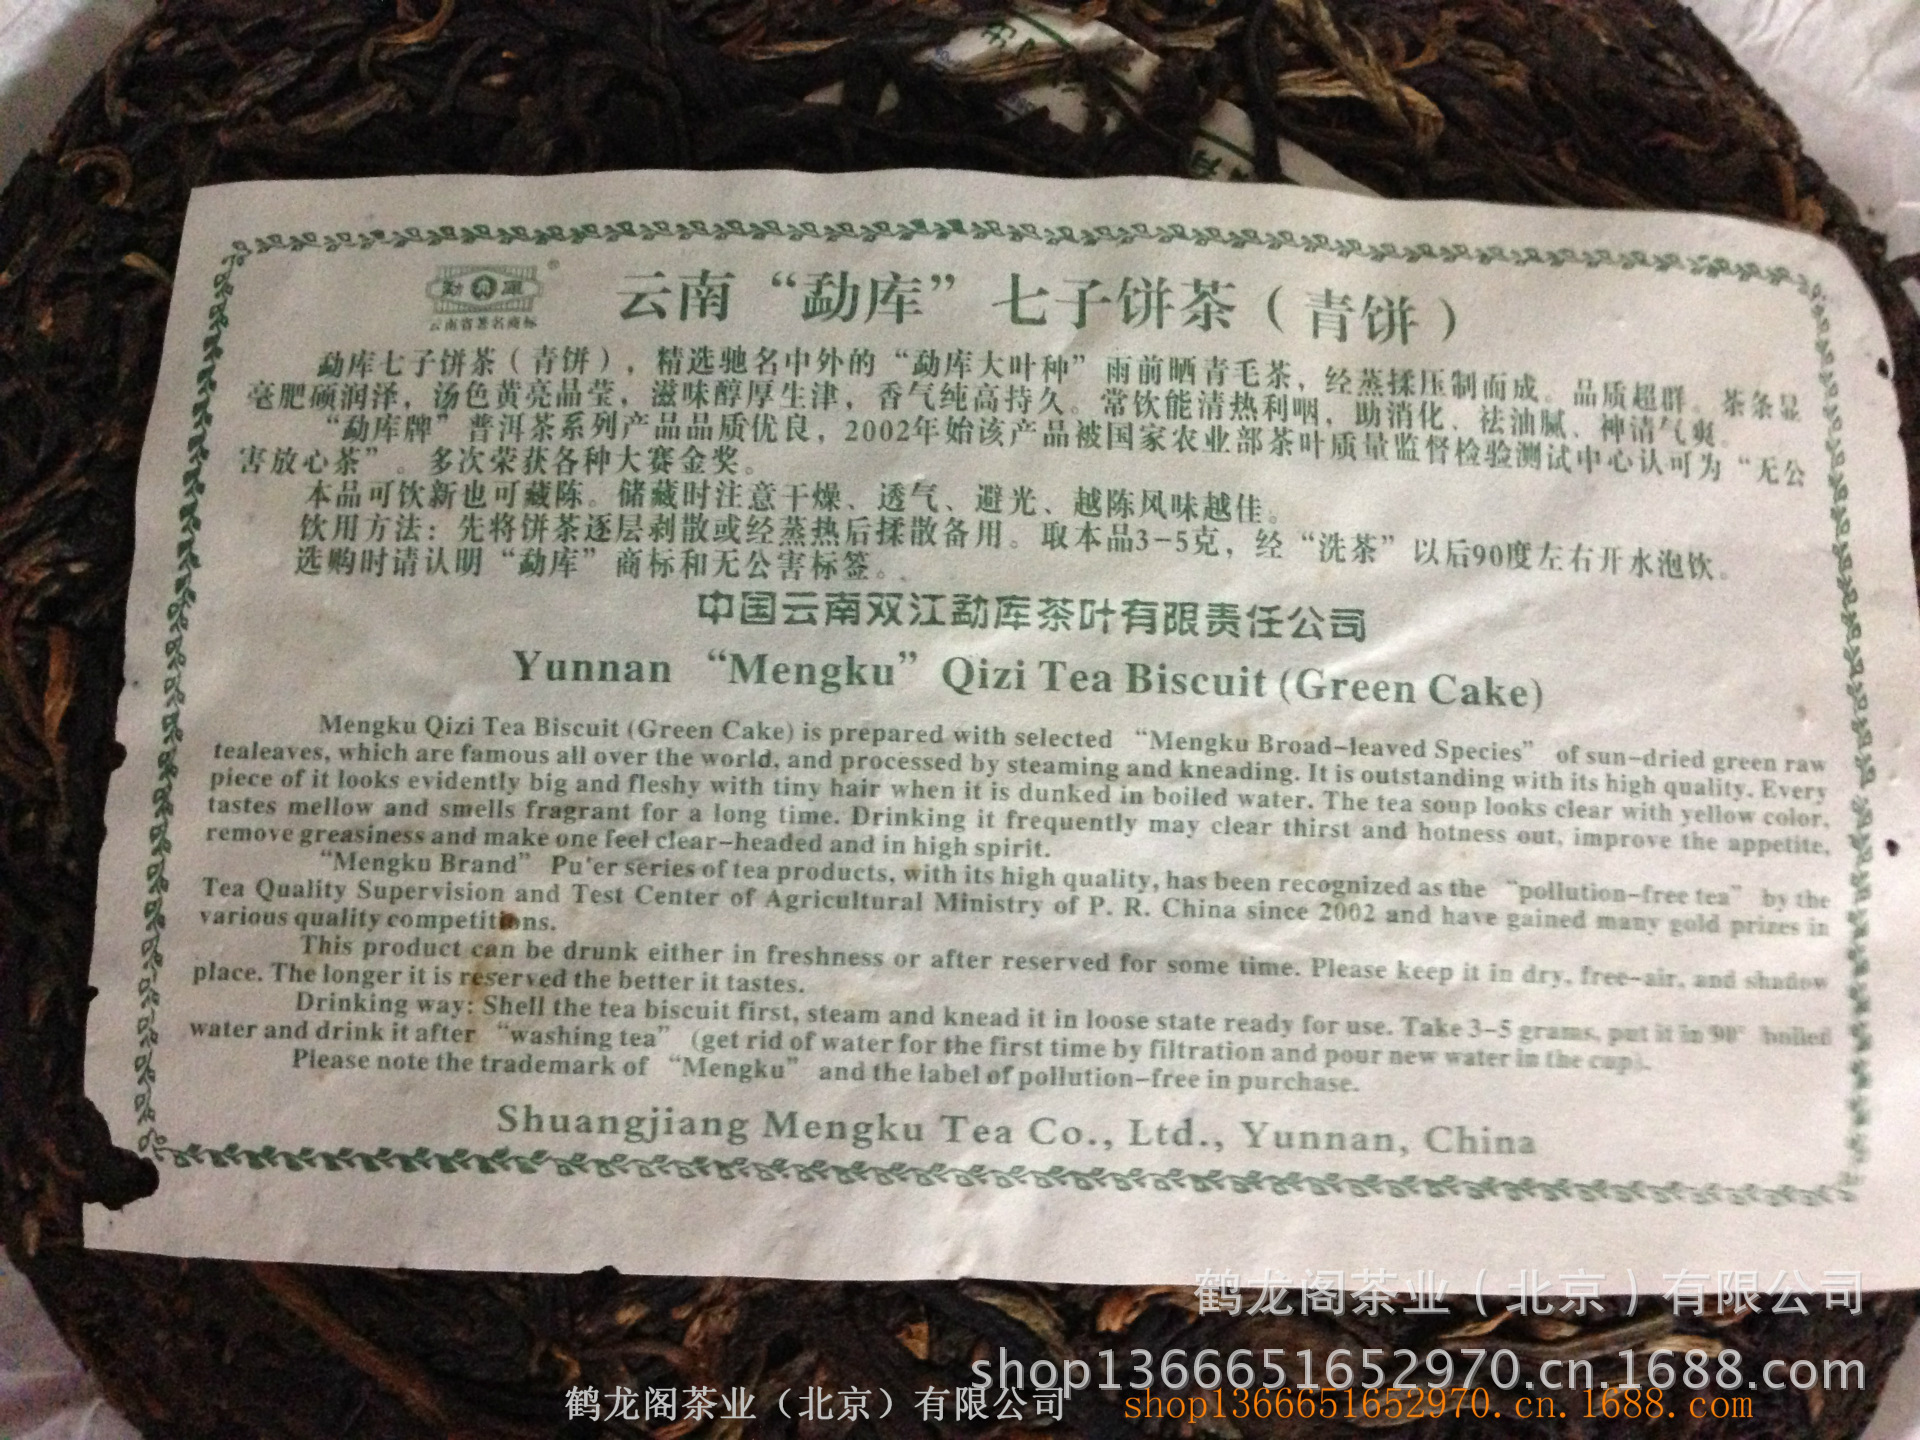 勐库
®
云南省著名商标
云南“勐库”七子饼茶（青饼）
勐库七子饼茶（青饼），精选驰名中外的“勐库大叶种”雨前晒青毛茶，经蒸揉压制而成。品质超群。茶条显
毫肥硕润泽，汤色黄亮晶莹，滋味醇厚生津，香气纯高持久。常饮能清热利咽，助消化、祛油腻、神清气爽。
“勐库牌”普洱茶系列产品品质优良，2002年始该产品被国家农业部茶叶质量监督检验测试中心认可为“无公
害放心茶”。多次荣获各种大赛金奖。
本品可饮新也可藏陈。储藏时注意干燥、透气、避光、越陈风味越佳。
饮用方法：先将饼茶逐层剥散或经蒸热后揉散备用。取本品3-5克，经“洗茶”以后90度左右开水泡饮。
选购时请认明“勐库”商标和无公害标签。
中国云南双江勐库茶叶有限责任公司
Yunnan “Mengku” Qizi Tea Biscuit (Green Cake)
Mengku Qizi Tea Biscuit (Green Cake) is prepared with selected “Mengku Broad-leaved Species” of sun-dried green raw
tealeaves, which are famous all over the world, and processed by steaming and kneading. It is outstanding with its high quality. Every
piece of it looks evidently big and fleshy with tiny hair when it is dunked in boiled water. The tea soup looks clear with yellow color,
tastes mellow and smells fragrant for a long time. Drinking it frequently may clear thirst and hotness out, improve the appetite,
remove greasiness and make one feel clear-headed and in high spirit.
“Mengku Brand” Pu'er series of tea products, with its high quality, has been recognized as the “pollution-free tea” by the
Tea Quality Supervision and Test Center of Agricultural Ministry of P. R. China since 2002 and have gained many gold prizes in
various quality competitions.
This product can be drunk either in freshness or after reserved for some time. Please keep it in dry, free-air, and shadow
place. The longer it is reserved the better it tastes.
Drinking way: Shell the tea biscuit first, steam and knead it in loose state ready for use. Take 3-5 grams, put it in 90° boiled
water and drink it after “washing tea” (get rid of water for the first time by filtration and pour new water in the cup).
Please note the trademark of “Mengku” and the label of pollution-free in purchase.
Shuangjiang Mengku Tea Co., Ltd., Yunnan, China
鹤龙阁茶业（北京）有限公司
shop1366651652970.cn.1688.com
鹤龙阁茶业（北京）有限公司 shop1366651652970.cn.1688.com